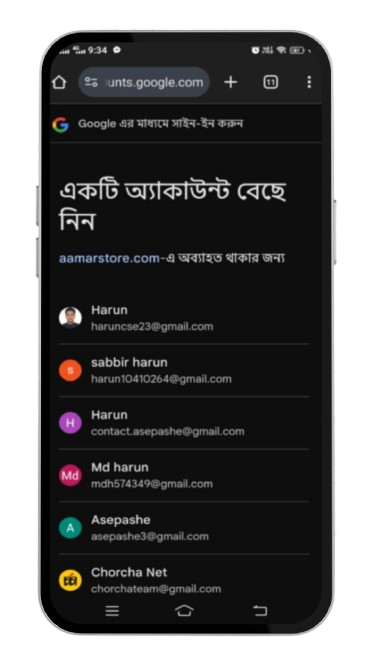 9:34
unts.google.com
11
G Google এর মাধ্যমে সাইন-ইন করুন
একটি অ্যাকাউন্ট বেছে
নিন
aamarstore.com-এ অব্যাহত থাকার জন্য
Harun
haruncse23@gmail.com
s
sabbir harun
harun10410264@gmail.com
H
Harun
contact.asepashe@gmail.com
Md
Md harun
mdh574349@gmail.com
A
Asepashe
asepashe3@gmail.com
Chorcha Net
chorchateam@gmail.com